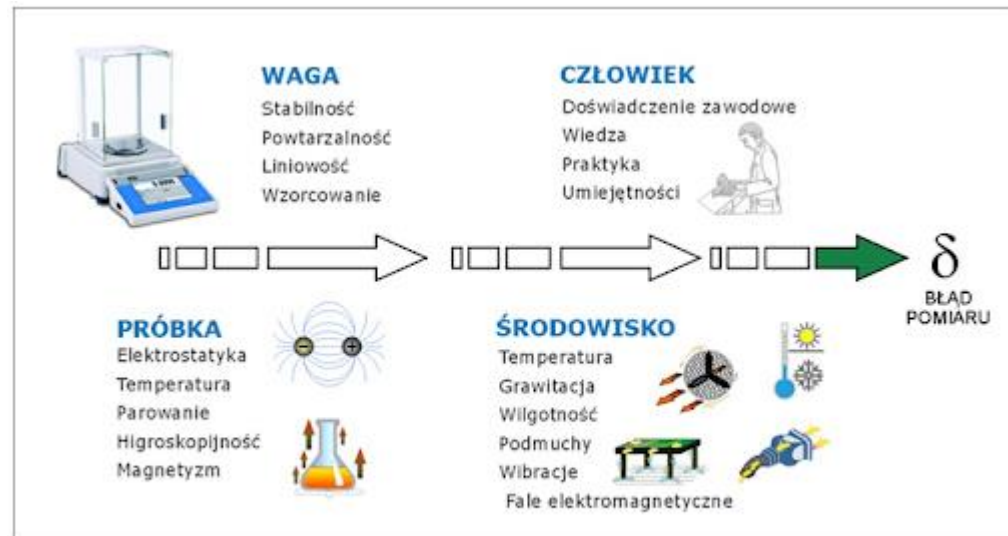 WAGA
Stabilność
Powtarzalność
Liniowość
Wzorcowanie
CZŁOWIEK
Doświadczenie zawodowe
Wiedza
Praktyka
Umiejętności
δ
BŁĄD
POMIARU
PRÓBKA
Elektrostatyka
Temperatura
Parowanie
Higroskopijność
Magnetyzm
ŚRODOWISKO
Temperatura
Grawitacja
Wilgotność
Podmuchy
Wibracje
Fale elektromagnetyczne